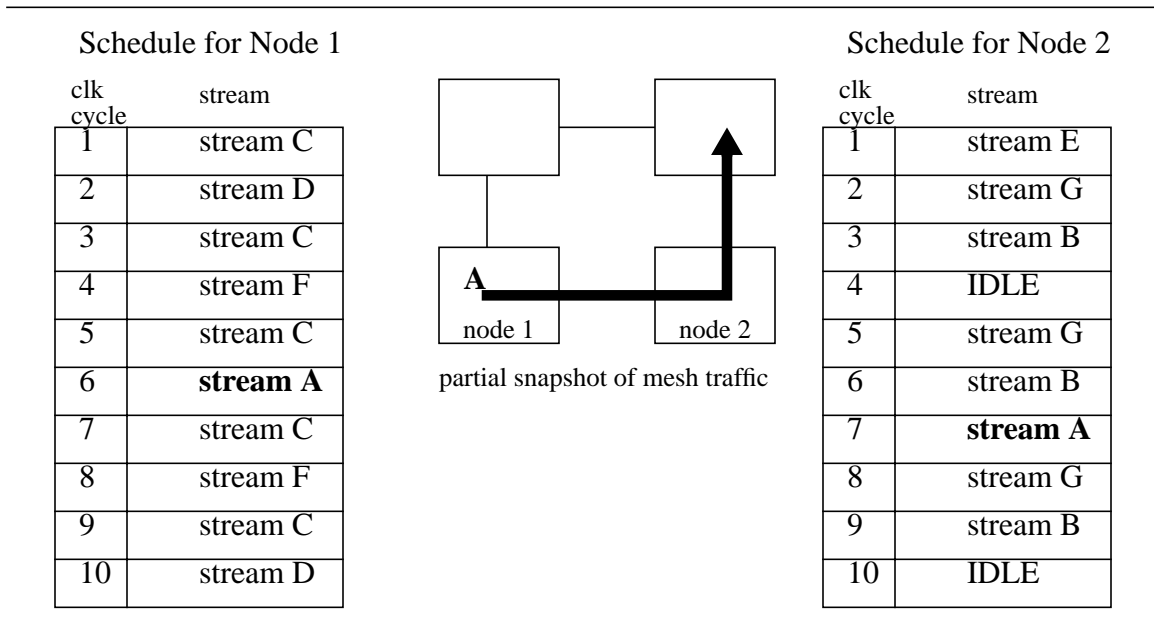 Schedule for Node 1
clk
cycle
stream
1 stream C
2 stream D
3 stream C
4 stream F
5 stream C
6 stream A
7 stream C
8 stream F
9 stream C
10 stream D
A
node 1
node 2
partial snapshot of mesh traffic
Schedule for Node 2
clk
cycle
stream
1 stream E
2 stream G
3 stream B
4 IDLE
5 stream G
6 stream B
7 stream A
8 stream G
9 stream B
10 IDLE